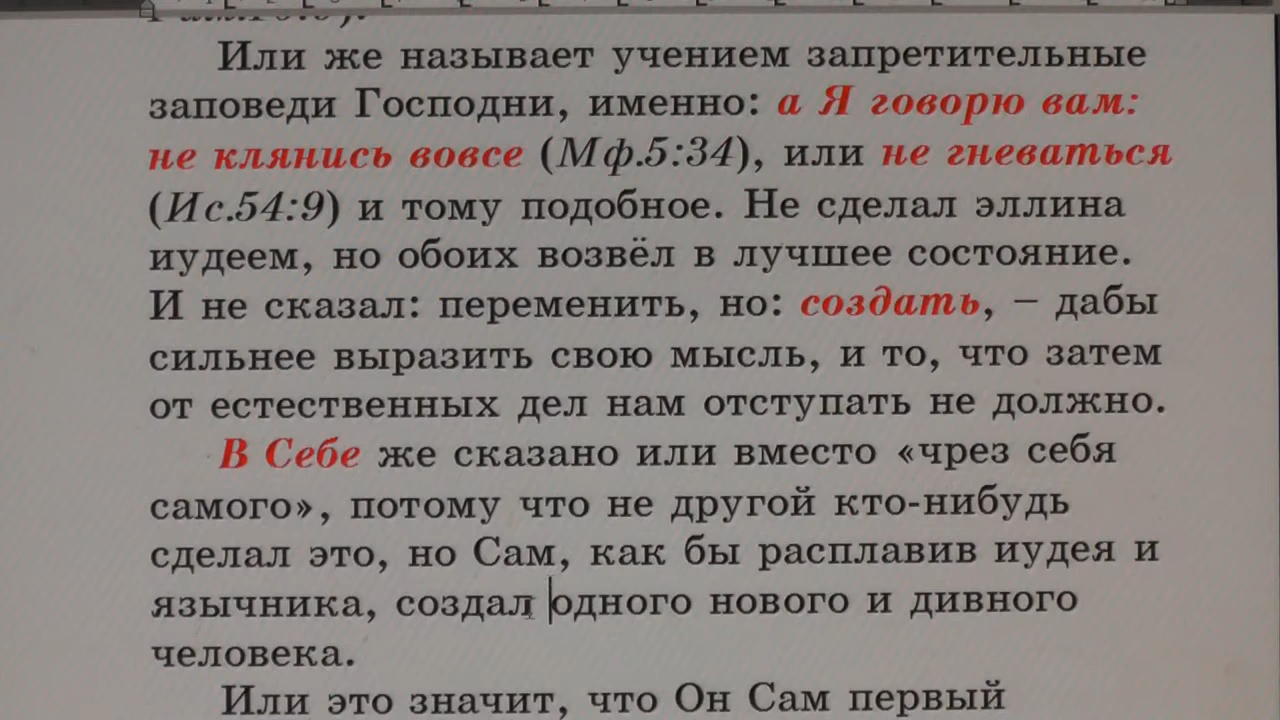 Или же называет учением запретительные
заповеди Господни, именно: а Я говорю вам:
не клянись вовсе (Мф.5:34), или не гневаться
(Ис.54:9) и тому подобное. Не сделал эллина
иудеем, но обоих возвёл в лучшее состояние.
И не сказал: переменить, но: создать, – дабы
сильнее выразить свою мысль, и то, что затем
от естественных дел нам отступать не должно.
В Себе же сказано или вместо «чрез себя
самого», потому что не другой кто-нибудь
сделал это, но Сам, как бы расплавив иудея и
язычника, создал одного нового и дивного
человека.
Или это значит, что Он Сам первый